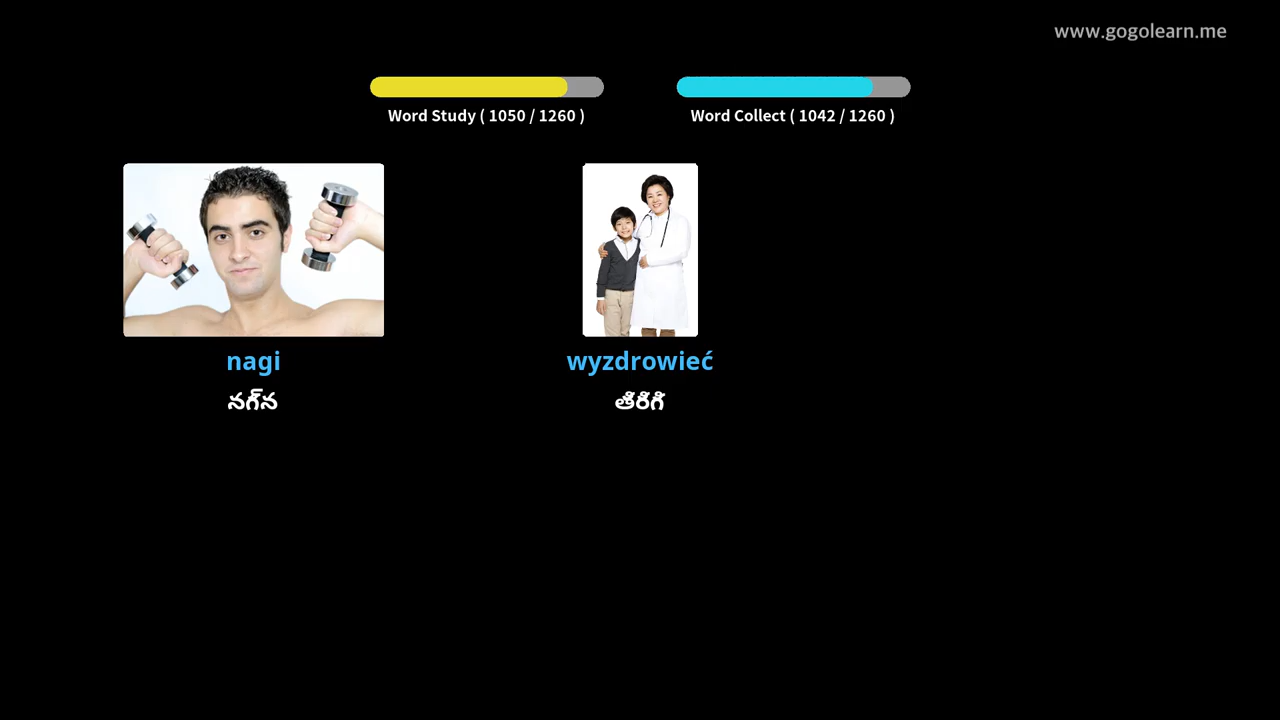 www.gogolearn.me
Word Study ( 1050 / 1260 )
Word Collect ( 1042 / 1260 )
nagi
wyzdrowieć
నగ్న
తిరిగి